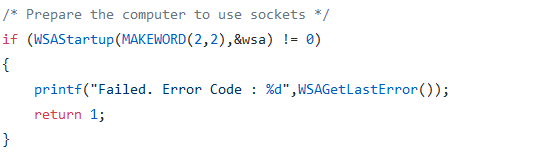 /* Prepare the computer to use sockets */
if (WSAStartup(MAKEWORD(2,2),&wsa) != 0)
{
    printf("Failed. Error Code : %d",WSAGetLastError());
    return 1;
}